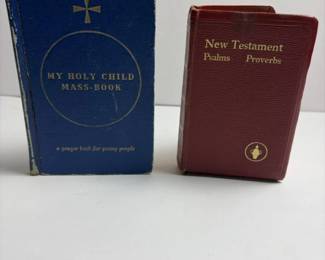 MY HOLY CHILD
MASS-BOOK
a prayer book for young people
New Testament
Psalms Proverbs